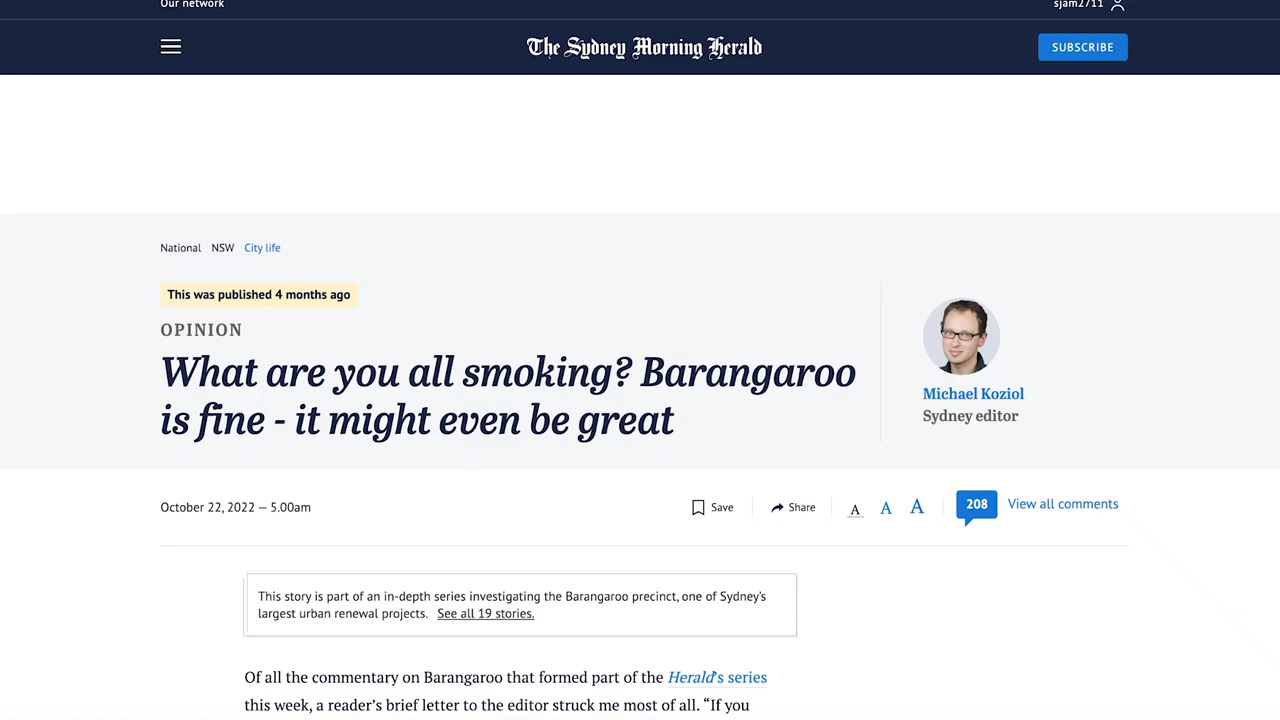 Our network
sjam2711
The Sydney Morning Herald
SUBSCRIBE
National NSW City life
This was published 4 months ago
OPINION
What are you all smoking? Barangaroo
is fine - it might even be great
Michael Koziol
Sydney editor
October 22, 2022 — 5.00am
Save
Share
A A A
208
View all comments
This story is part of an in-depth series investigating the Barangaroo precinct, one of Sydney's
largest urban renewal projects. See all 19 stories.
Of all the commentary on Barangaroo that formed part of the Herald's series
this week, a reader's brief letter to the editor struck me most of all. “If you